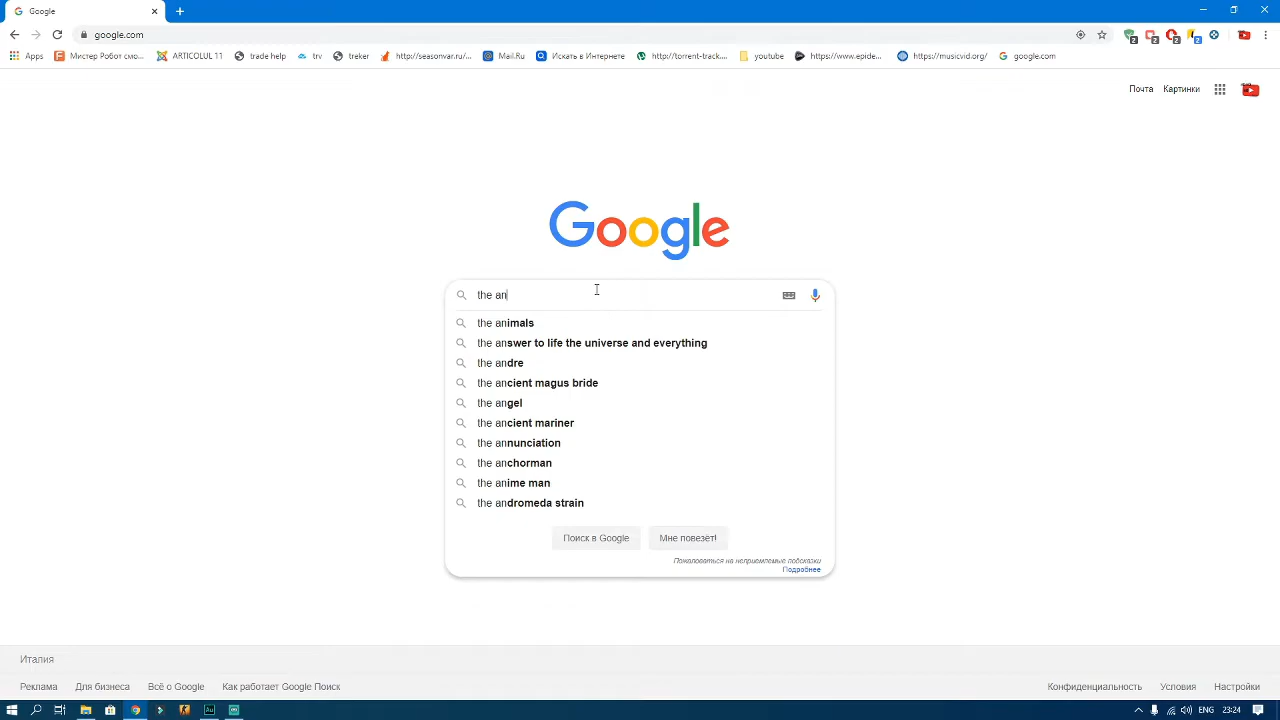 Google
google.com
Apps Мистер Робот смо... ARTICOLUL 11 trade help trv treker http://seasonvar.ru/... Mail.Ru Искать в Интернете http://torrent-track.... youtube https://www.epide... https://musicvid.org/ google.com
Почта Картинки
Google
the an
the animals
the answer to life the universe and everything
the andre
the ancient magus bride
the angel
the ancient mariner
the annunciation
the anchorman
the anime man
the andromeda strain
Поиск в Google Мне повезёт!
Пожаловаться на неприемлемые подсказки
Подробнее
Италия
Реклама Для бизнеса Всё о Google Как работает Google Поиск Конфиденциальность Условия Настройки
ENG 23:24